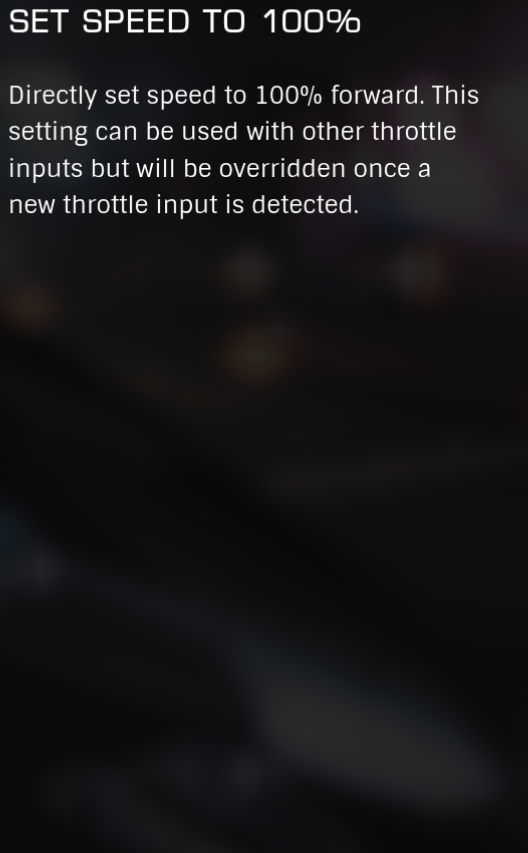 SET SPEED TO 100%
Directly set speed to 100% forward. This
setting can be used with other throttle
inputs but will be overridden once a
new throttle input is detected.